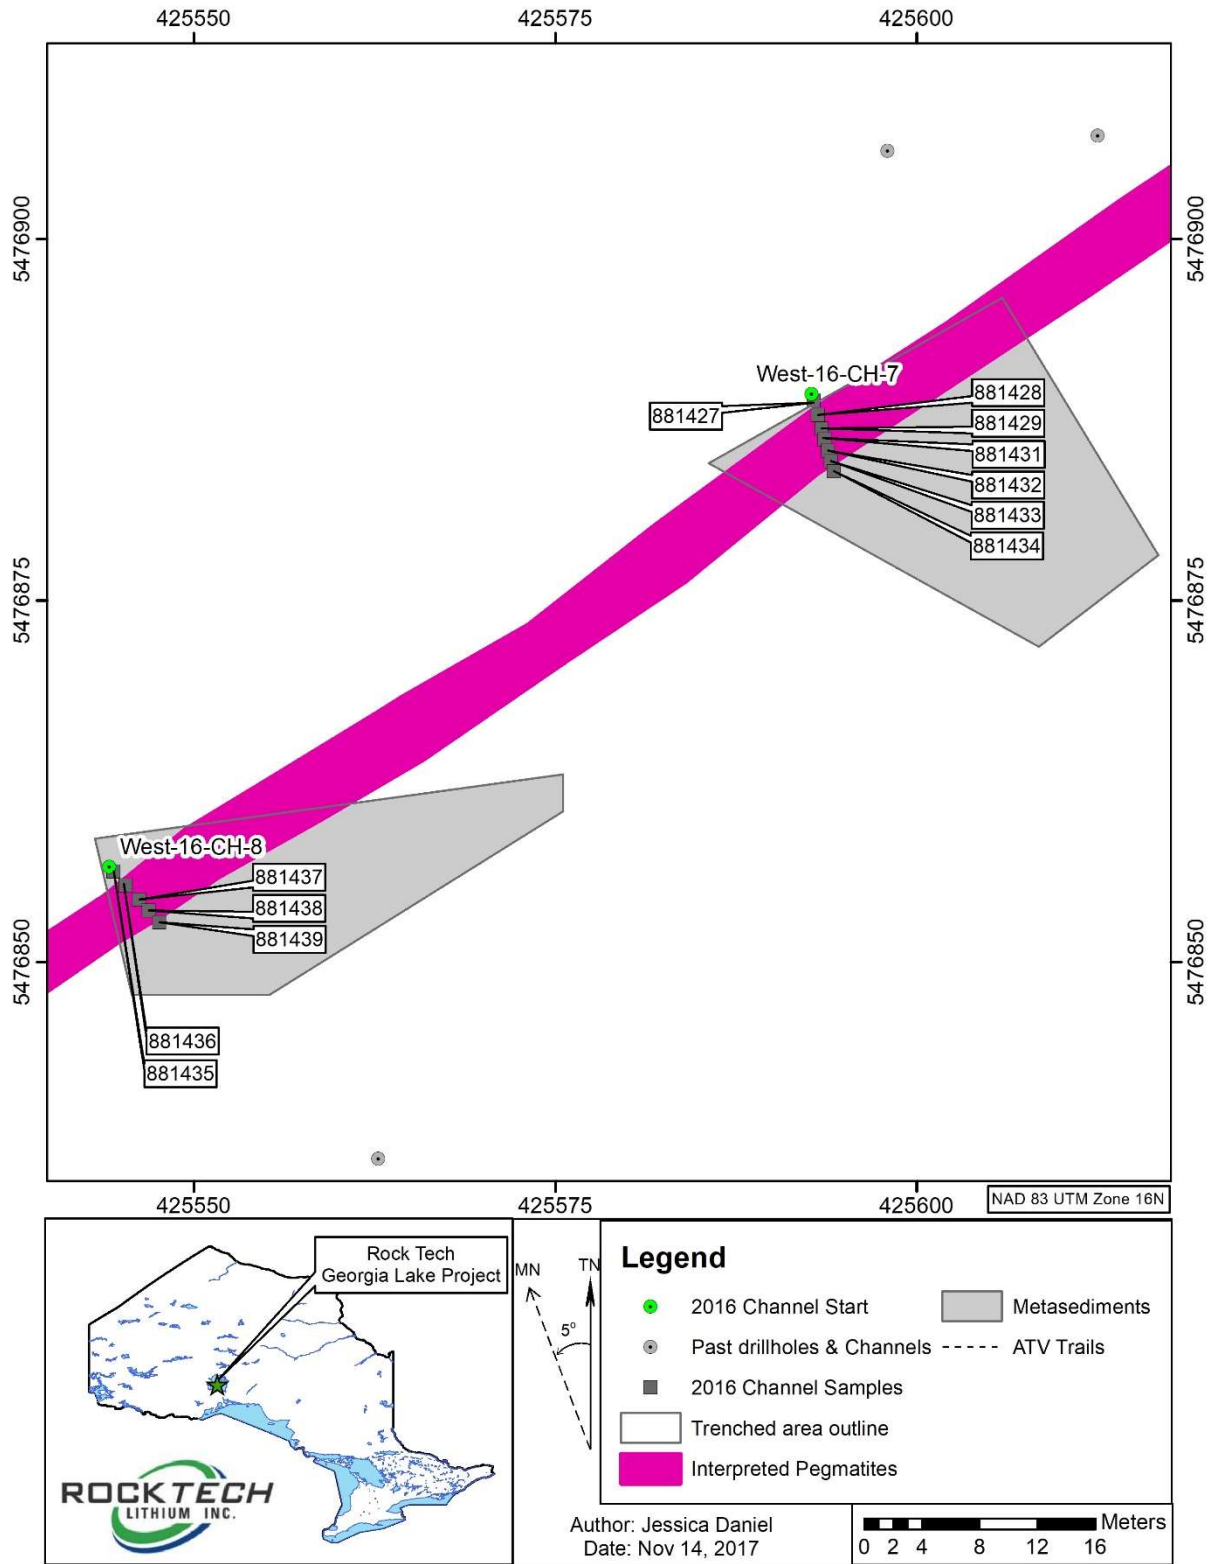 425550
425575
425600
5476900
5476900
West-16-CH-7
881427
881428
881429
881431
881432
881433
881434
5476875
5476875
West-16-CH-8
881437
881438
881439
5476850
5476850
881436
881435
425550
425575
425600
NAD 83 UTM Zone 16N
Rock Tech
Georgia Lake Project
MN
TN
5°
Legend
2016 Channel Start
Metasediments
Past drillholes & Channels
ATV Trails
2016 Channel Samples
Trenched area outline
Interpreted Pegmatites
ROCKTECH
LITHIUM INC.
Author: Jessica Daniel
Date: Nov 14, 2017
Meters
0 2 4 8 12 16